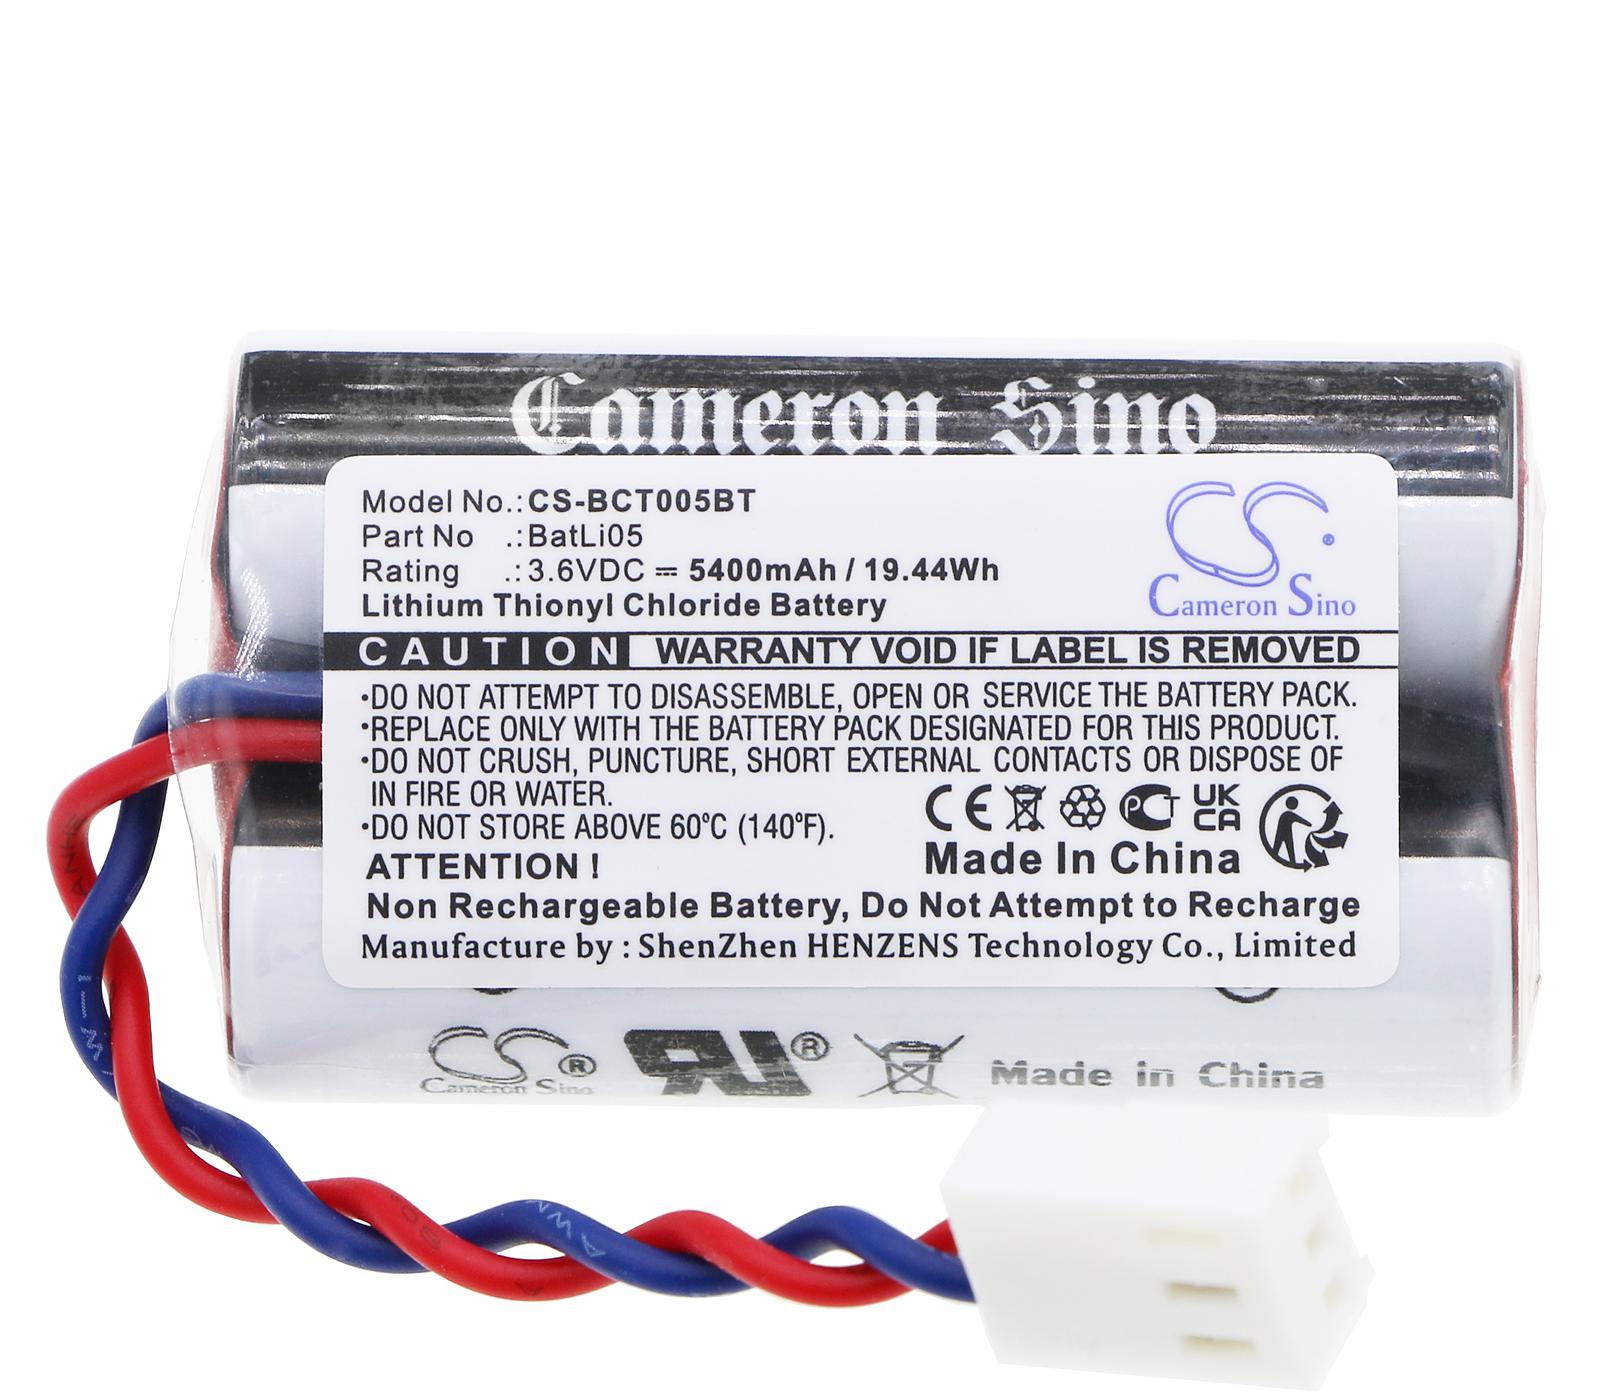 Cameron Sino
Model No.: CS-BCT005BT
Part No .: BatLi05
Rating .: 3.6VDC ⎓ 5400mAh / 19.44Wh
Lithium Thionyl Chloride Battery
CS ®
Cameron Sino
CAUTION WARRANTY VOID IF LABEL IS REMOVED
•DO NOT ATTEMPT TO DISASSEMBLE, OPEN OR SERVICE THE BATTERY PACK.
•REPLACE ONLY WITH THE BATTERY PACK DESIGNATED FOR THIS PRODUCT.
•DO NOT CRUSH, PUNCTURE, SHORT EXTERNAL CONTACTS OR DISPOSE OF
IN FIRE OR WATER.
•DO NOT STORE ABOVE 60°C (140°F).
CE PCT UK CA
Made In China
ATTENTION !
Non Rechargeable Battery, Do Not Attempt to Recharge
Manufacture by : ShenZhen HENZENS Technology Co., Limited
CS ®
Cameron Sino
RU ®
Made in China